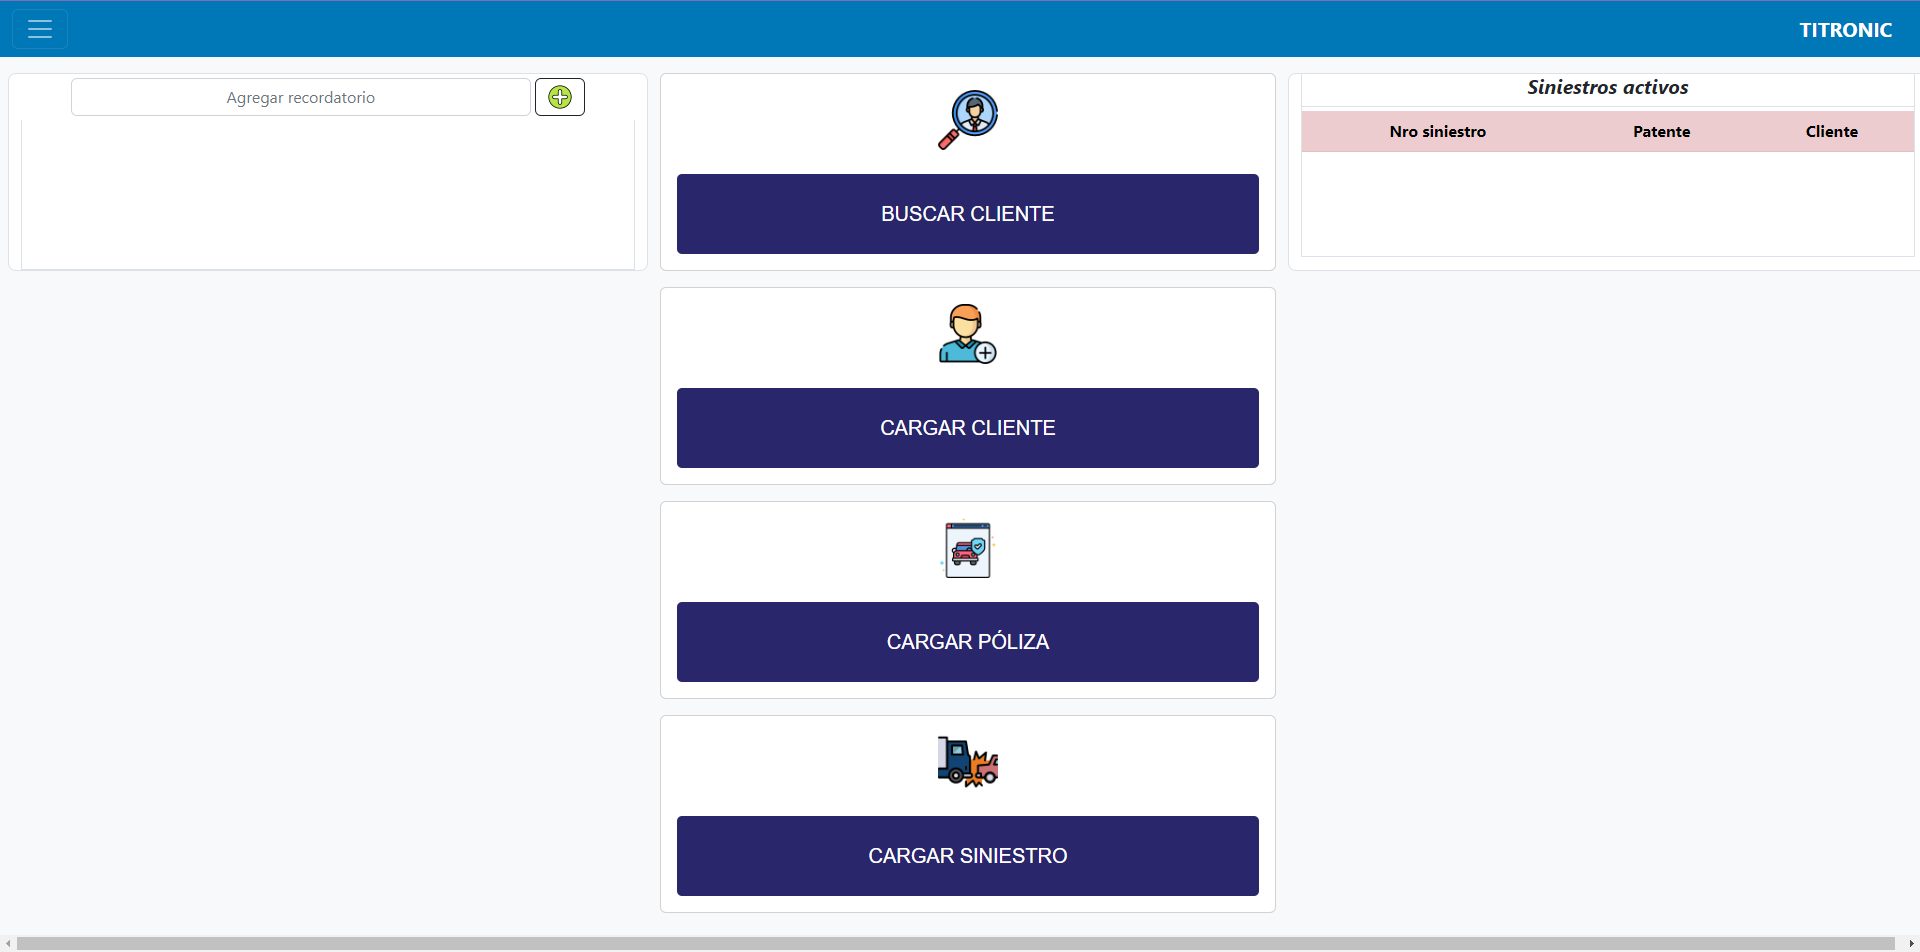 TITRONIC
Agregar recordatorio
BUSCAR CLIENTE
CARGAR CLIENTE
CARGAR PÓLIZA
CARGAR SINIESTRO
Siniestros activos
Nro siniestro Patente Cliente